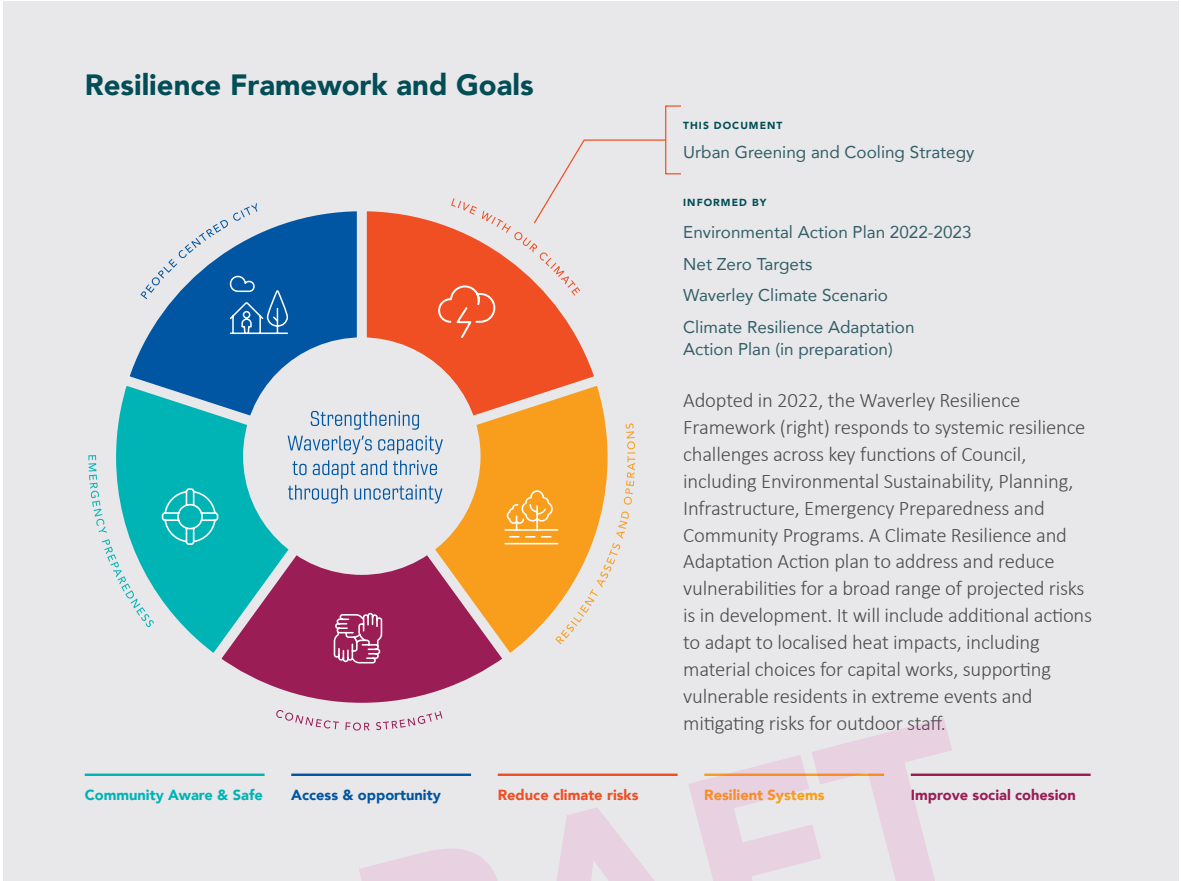 Resilience Framework and Goals
THIS DOCUMENT
Urban Greening and Cooling Strategy
INFORMED BY
Environmental Action Plan 2022-2023
Net Zero Targets
Waverley Climate Scenario
Climate Resilience Adaptation
Action Plan (in preparation)
PEOPLE CENTRED CITY
LIVE WITH OUR CLIMATE
EMERGENCY PREPAREDNESS
RESILIENT ASSETS AND OPERATIONS
CONNECT FOR STRENGTH
Strengthening
Waverley's capacity
to adapt and thrive
through uncertainty
Adopted in 2022, the Waverley Resilience
Framework (right) responds to systemic resilience
challenges across key functions of Council,
including Environmental Sustainability, Planning,
Infrastructure, Emergency Preparedness and
Community Programs. A Climate Resilience and
Adaptation Action plan to address and reduce
vulnerabilities for a broad range of projected risks
is in development. It will include additional actions
to adapt to localised heat impacts, including
material choices for capital works, supporting
vulnerable residents in extreme events and
mitigating risks for outdoor staff.
Community Aware & Safe
Access & opportunity
Reduce climate risks
Resilient Systems
Improve social cohesion